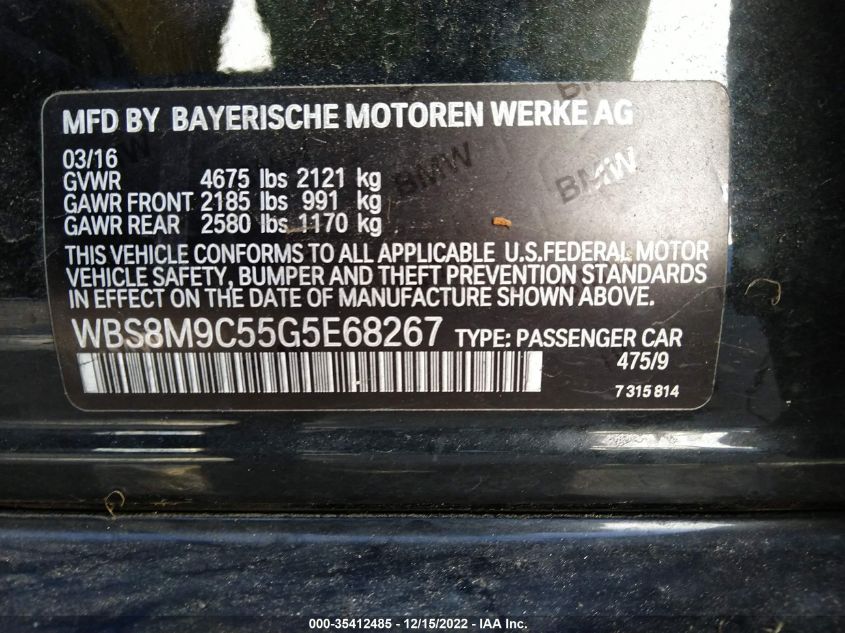 MFD BY BAYERISCHE MOTOREN WERKE AG
03/16
GVWR 4675 lbs 2121 kg
GAWR FRONT 2185 lbs 991 kg
GAWR REAR 2580 lbs 1170 kg
BMW
BMW
THIS VEHICLE CONFORMS TO ALL APPLICABLE U.S.FEDERAL MOTOR
VEHICLE SAFETY, BUMPER AND THEFT PREVENTION STANDARDS
IN EFFECT ON THE DATE OF MANUFACTURE SHOWN ABOVE.
WBS8M9C55G5E68267 TYPE: PASSENGER CAR
475/9
7 315 814
000-35412485 - 12/15/2022 - IAA Inc.